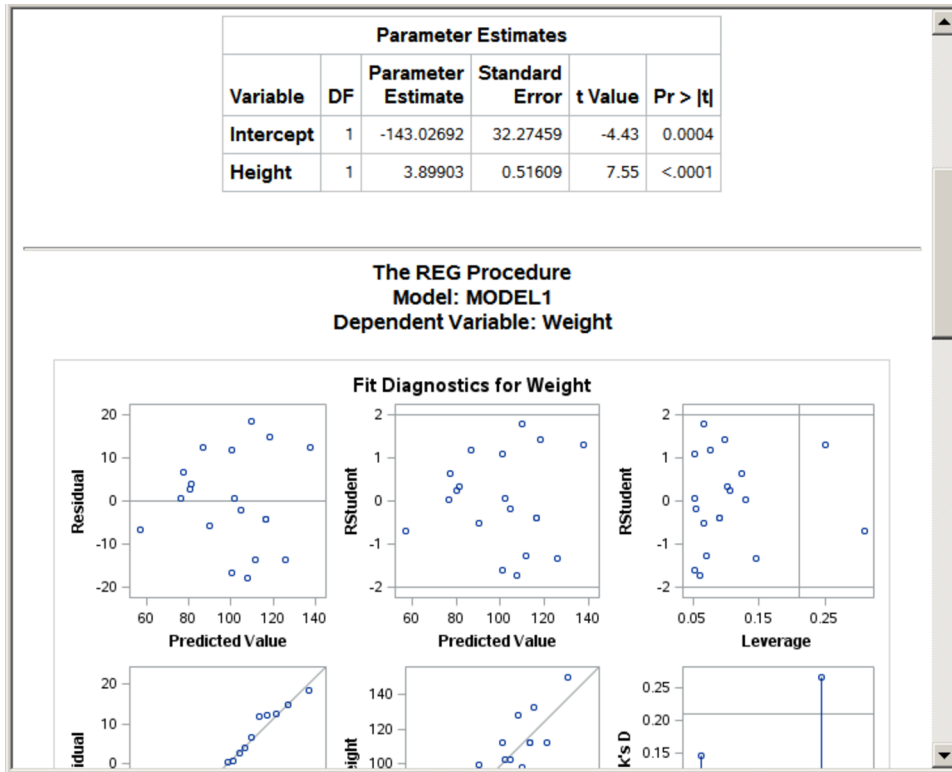 Parameter Estimates
Variable DF Parameter Estimate Standard Error t Value Pr > |t|
Intercept 1 -143.02692 32.27459 -4.43 0.0004
Height 1 3.89903 0.51609 7.55 <.0001
The REG Procedure
Model: MODEL1
Dependent Variable: Weight
Fit Diagnostics for Weight
Residual
20
10
0
-10
-20
60 80 100 120 140
Predicted Value
RStudent
2
1
0
-1
-2
60 80 100 120 140
Predicted Value
RStudent
2
1
0
-1
-2
0.05 0.15 0.25
Leverage
idual
20
10
0
ight
140
120
100
k's D
0.25
0.20
0.15